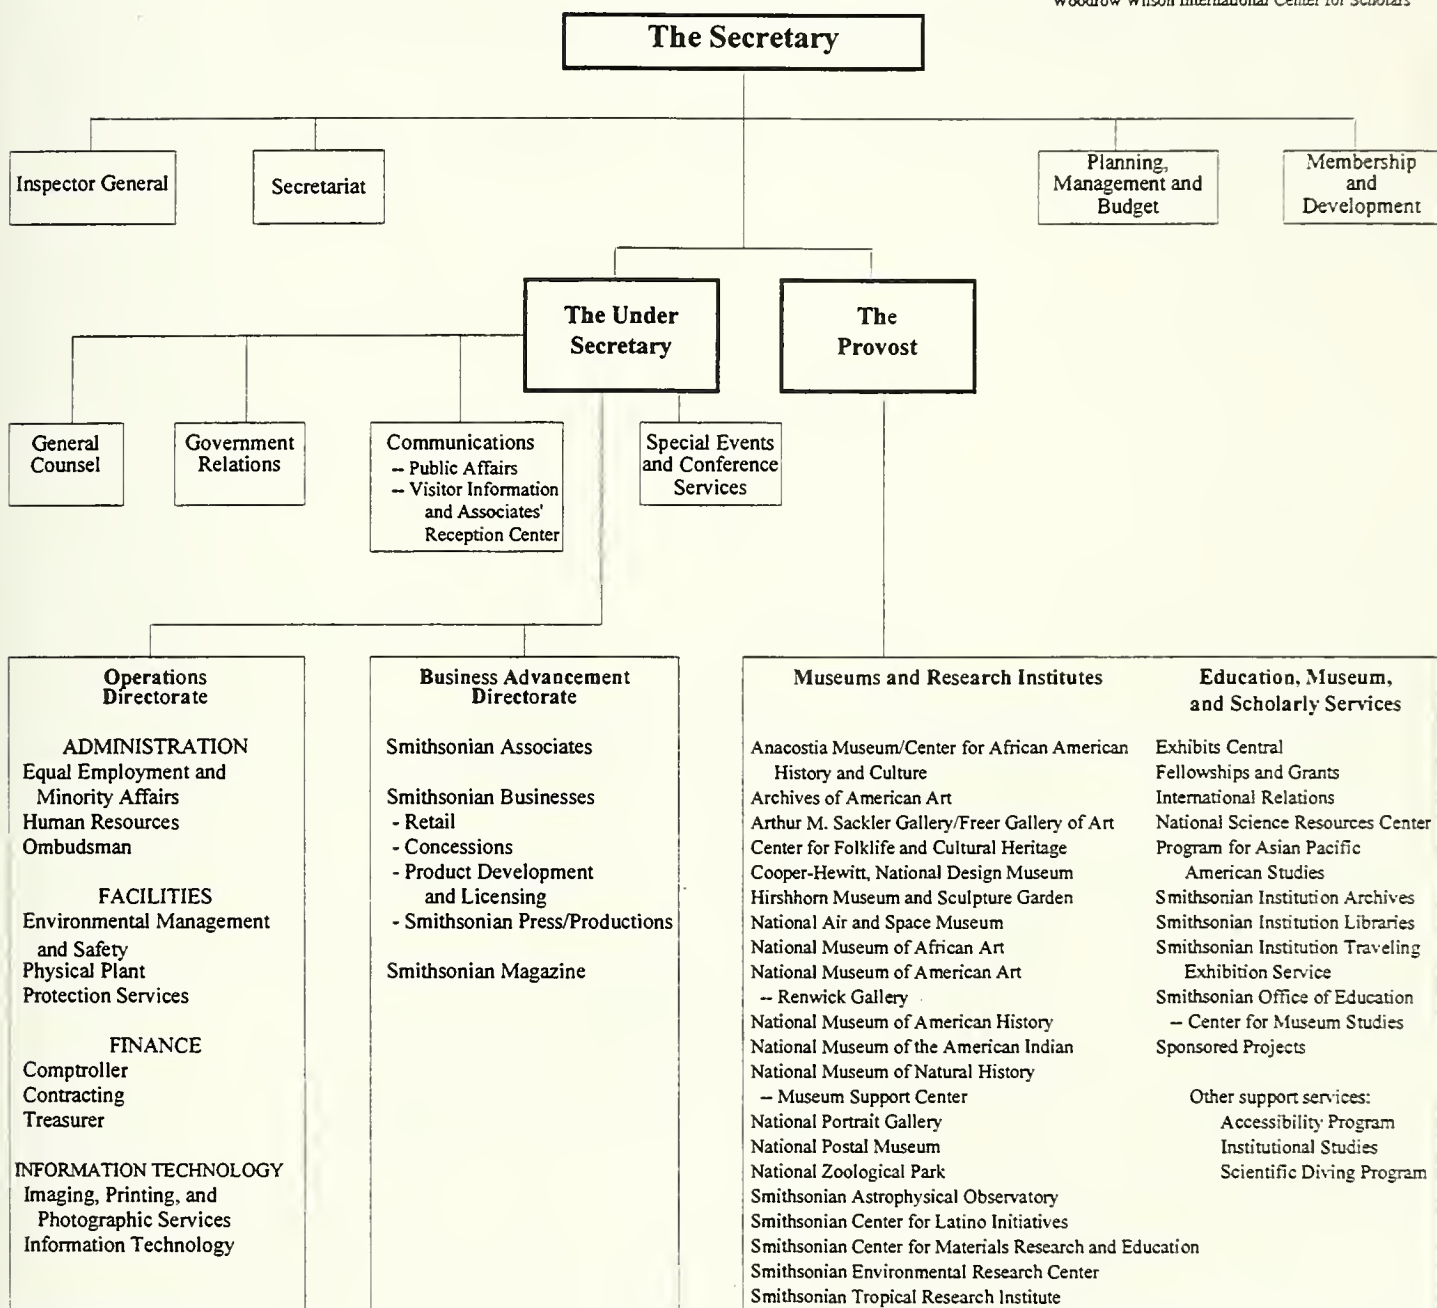 Woodrow Wilson International Center for Scholars
The Secretary
Inspector General
Secretariat
Planning,
Management and
Budget
Membership
and
Development
The Under
Secretary
The
Provost
General
Counsel
Government
Relations
Communications
-- Public Affairs
-- Visitor Information
and Associates'
Reception Center
Special Events
and Conference
Services
Operations
Directorate
ADMINISTRATION
Equal Employment and
Minority Affairs
Human Resources
Ombudsman
FACILITIES
Environmental Management
and Safety
Physical Plant
Protection Services
FINANCE
Comptroller
Contracting
Treasurer
INFORMATION TECHNOLOGY
Imaging, Printing, and
Photographic Services
Information Technology
Business Advancement
Directorate
Smithsonian Associates
Smithsonian Businesses
- Retail
- Concessions
- Product Development
and Licensing
- Smithsonian Press/Productions
Smithsonian Magazine
Museums and Research Institutes
Anacostia Museum/Center for African American
History and Culture
Archives of American Art
Arthur M. Sackler Gallery/Freer Gallery of Art
Center for Folklife and Cultural Heritage
Cooper-Hewitt, National Design Museum
Hirshhorn Museum and Sculpture Garden
National Air and Space Museum
National Museum of African Art
National Museum of American Art
-- Renwick Gallery
National Museum of American History
National Museum of the American Indian
National Museum of Natural History
-- Museum Support Center
National Portrait Gallery
National Postal Museum
National Zoological Park
Smithsonian Astrophysical Observatory
Smithsonian Center for Latino Initiatives
Smithsonian Center for Materials Research and Education
Smithsonian Environmental Research Center
Smithsonian Tropical Research Institute
Education, Museum,
and Scholarly Services
Exhibits Central
Fellowships and Grants
International Relations
National Science Resources Center
Program for Asian Pacific
American Studies
Smithsonian Institution Archives
Smithsonian Institution Libraries
Smithsonian Institution Traveling
Exhibition Service
Smithsonian Office of Education
-- Center for Museum Studies
Sponsored Projects
Other support services:
Accessibility Program
Institutional Studies
Scientific Diving Program